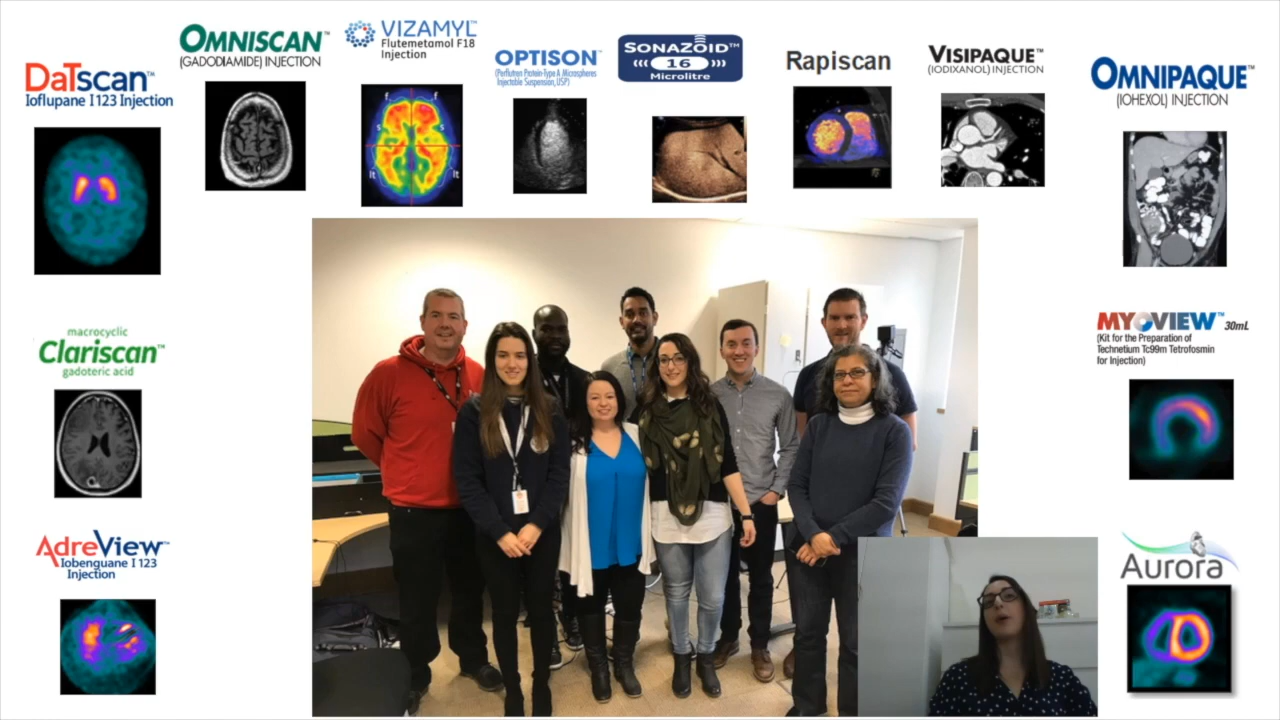 DaTscan™
Ioflupane I 123 Injection
OMNISCAN™
(GADODIAMIDE) INJECTION
VIZAMYL™
Flutemetamol F18
Injection
OPTISON™
(Perflutren Protein-Type A Microspheres
Injectable Suspension, USP)
SONAZOID™
16
Microlitre
Rapiscan
VISIPAQUE™
(IODIXANOL) INJECTION
OMNIPAQUE™
(IOHEXOL) INJECTION
macrocyclic
Clariscan™
gadoteric acid
MYOVIEW™ 30mL
(Kit for the Preparation of
Technetium Tc99m Tetrofosmin
for Injection)
AdreView™
Iobenguane I 123
Injection
Aurora